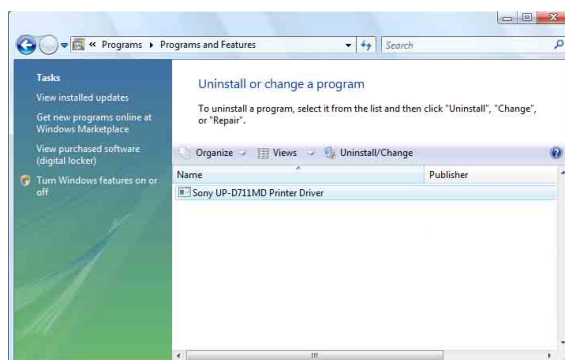 « Programs ▸ Programs and Features
Search
Tasks
View installed updates
Get new programs online at
Windows Marketplace
View purchased software
(digital locker)
Turn Windows features on or
off
Uninstall or change a program
To uninstall a program, select it from the list and then click "Uninstall", "Change",
or "Repair".
Organize Views Uninstall/Change
Name Publisher
Sony UP-D711MD Printer Driver